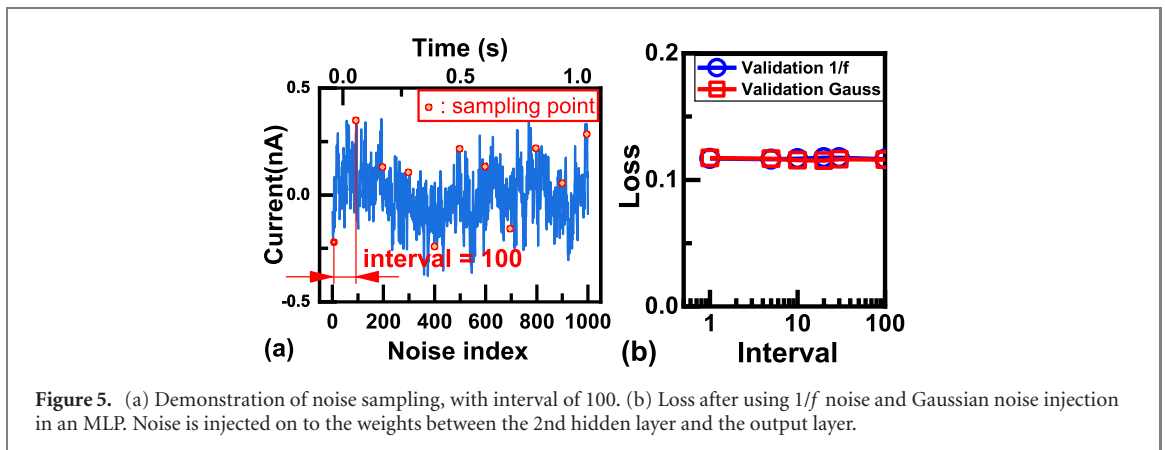 Time (s)
0.0 0.5 1.0
0.5
0.0
-0.5
Current(nA)
: sampling point
interval = 100
0 200 400 600 800 1000
Noise index
(a)
0.2
0.1
0.0
Loss
Validation 1/f
Validation Gauss
1 10 100
Interval
(b)
Figure 5. (a) Demonstration of noise sampling, with interval of 100. (b) Loss after using 1/f noise and Gaussian noise injection
in an MLP. Noise is injected on to the weights between the 2nd hidden layer and the output layer.